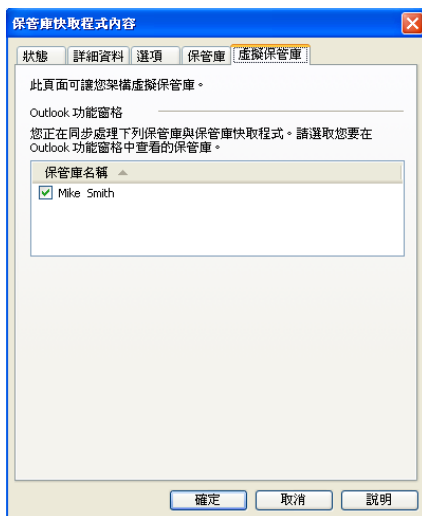 保管庫快取程式內容
狀態 詳細資料 選項 保管庫 虛擬保管庫
此頁面可讓您架構虛擬保管庫。
Outlook 功能窗格
您正在同步處理下列保管庫與保管庫快取程式。請選取您要在
Outlook 功能窗格中查看的保管庫。
保管庫名稱
Mike Smith
確定 取消 說明